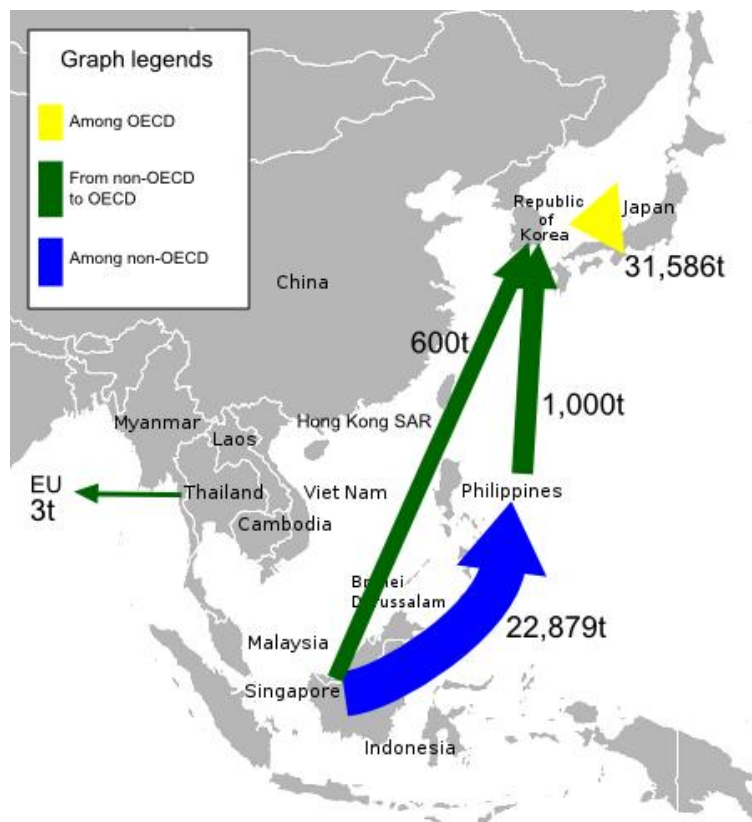 Graph legends
Among OECD
From non-OECD
to OECD
Among non-OECD
Republic
of
Korea
Japan
31,586t
China
600t
1,000t
Myanmar
Hong Kong SAR
Laos
EU
3t
Thailand
Viet Nam
Philippines
Cambodia
Brunei
Darussalam
22,879t
Malaysia
Singapore
Indonesia